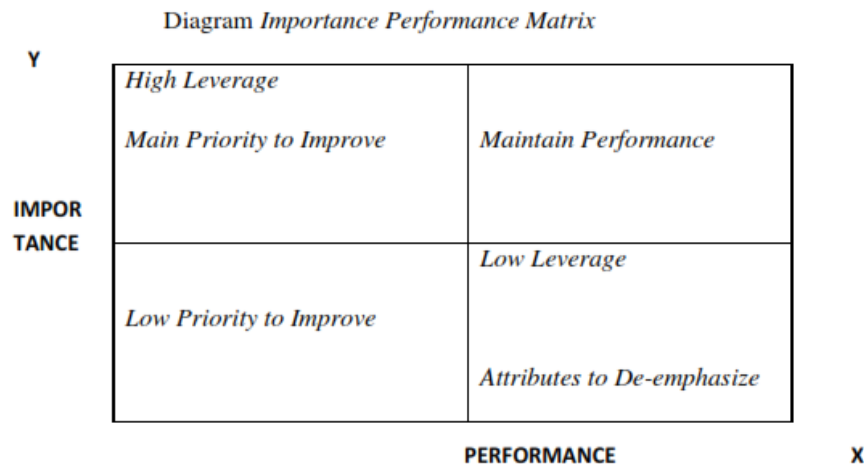 Diagram Importance Performance Matrix
Y
High Leverage
Main Priority to Improve
Maintain Performance
IMPOR
TANCE
Low Leverage
Low Priority to Improve
Attributes to De-emphasize
PERFORMANCE
X